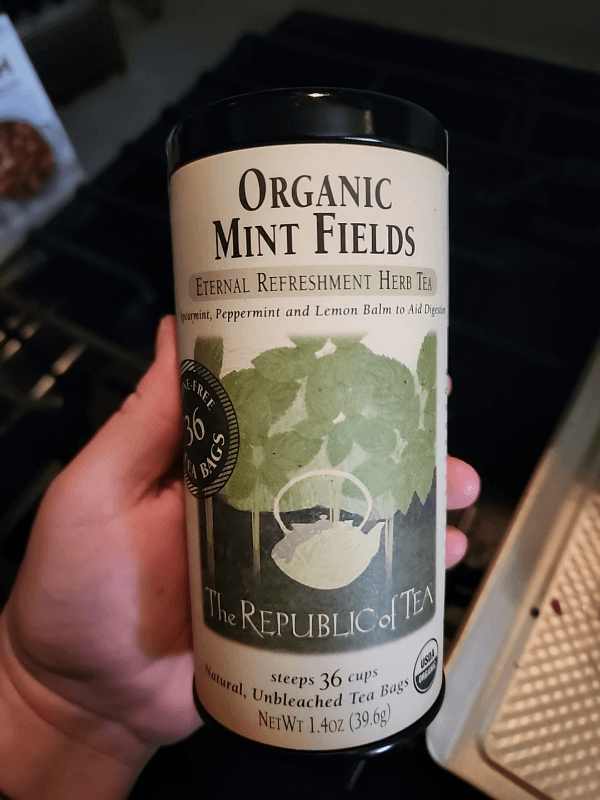 ORGANIC
MINT FIELDS
ETERNAL REFRESHMENT HERB TEA
Peppermint and Lemon Balm to Aid
36
BAGS
The REPUBLIC of TEA
steeps 36 cups
Natural, Unbleached Tea Bags
NETWT 1.4OZ (39.6g)
USDA
ORGANIC